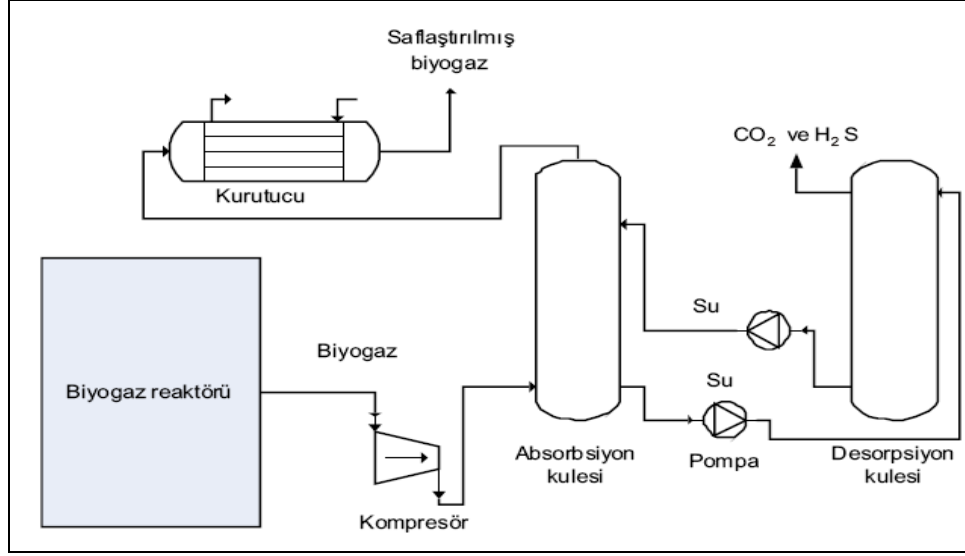 Saflaştırılmış
biyogaz
CO₂ ve H₂S
Kurutucu
Su
Biyogaz
Biyogaz reaktörü
Su
Absorbsiyon
kulesi
Pompa
Desorpsiyon
kulesi
Kompresör